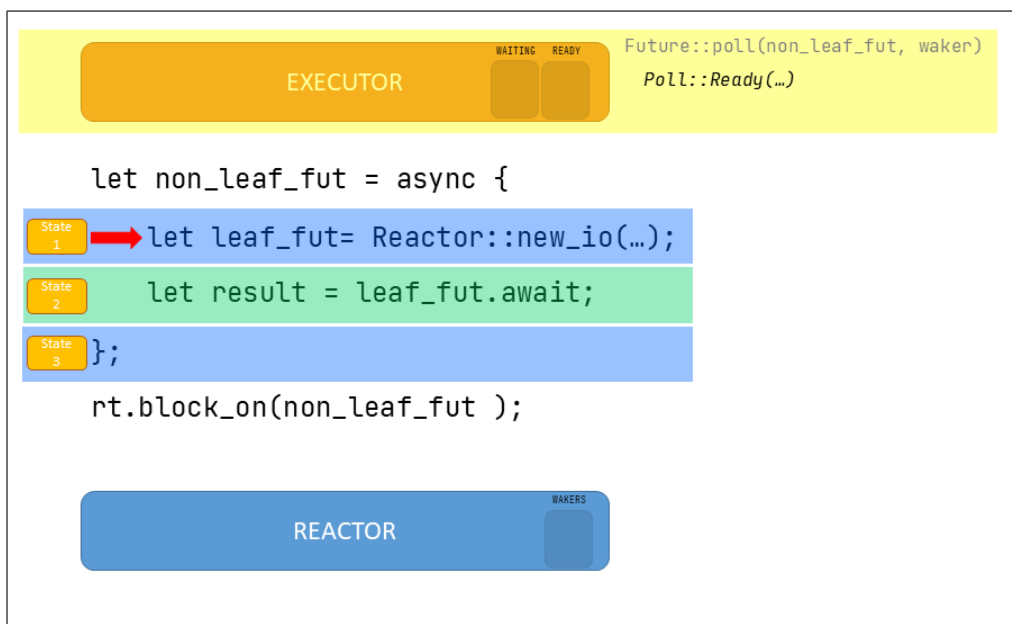 WAITING READY
EXECUTOR
Future::poll(non_leaf_fut, waker)
Poll::Ready(…)
let non_leaf_fut = async {
State 1
let leaf_fut= Reactor::new_io(…);
State 2
let result = leaf_fut.await;
State 3
};
rt.block_on(non_leaf_fut );
WAKERS
REACTOR